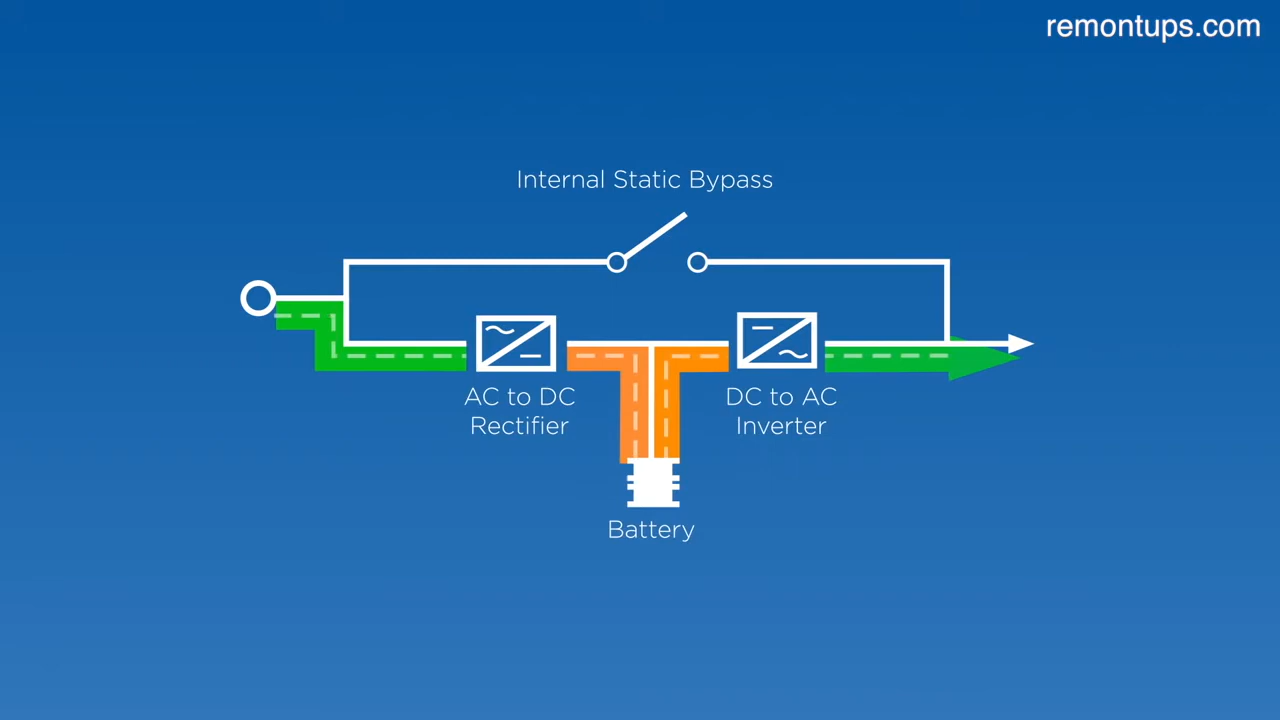 remontups.com
Internal Static Bypass
AC to DC
Rectifier
DC to AC
Inverter
Battery